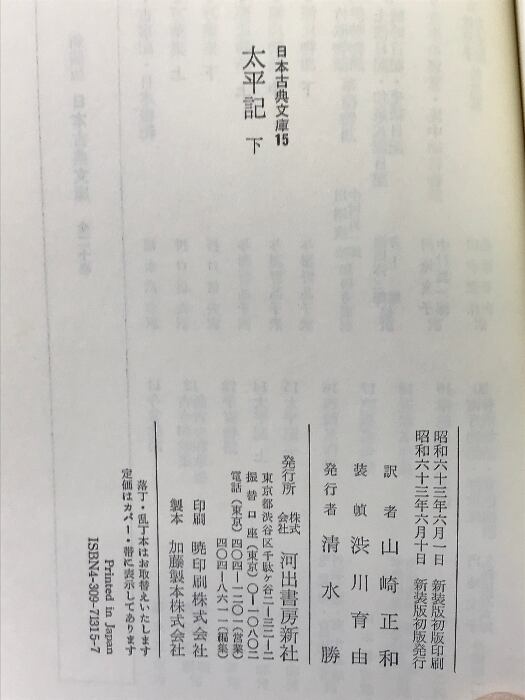 日本古典文庫15
太平記 下
昭和六十三年六月一日 新装版初版印刷
昭和六十三年六月十日 新装版初版発行
訳者 山崎正和
装幀 渋川育由
発行者 清水勝
発行所 株式会社 河出書房新社
東京都渋谷区千駄ヶ谷二ー三二ー二
振替口座(東京)〇ー一〇八〇二
電話(東京)四〇四ー一二〇一(営業)
四〇四ー八六一一(編集)
印刷 暁印刷株式会社
製本 加藤製本株式会社
落丁・乱丁本はお取替えいたします
定価はカバー・帯に表示してあります
Printed in Japan
ISBN4-309-71315-7